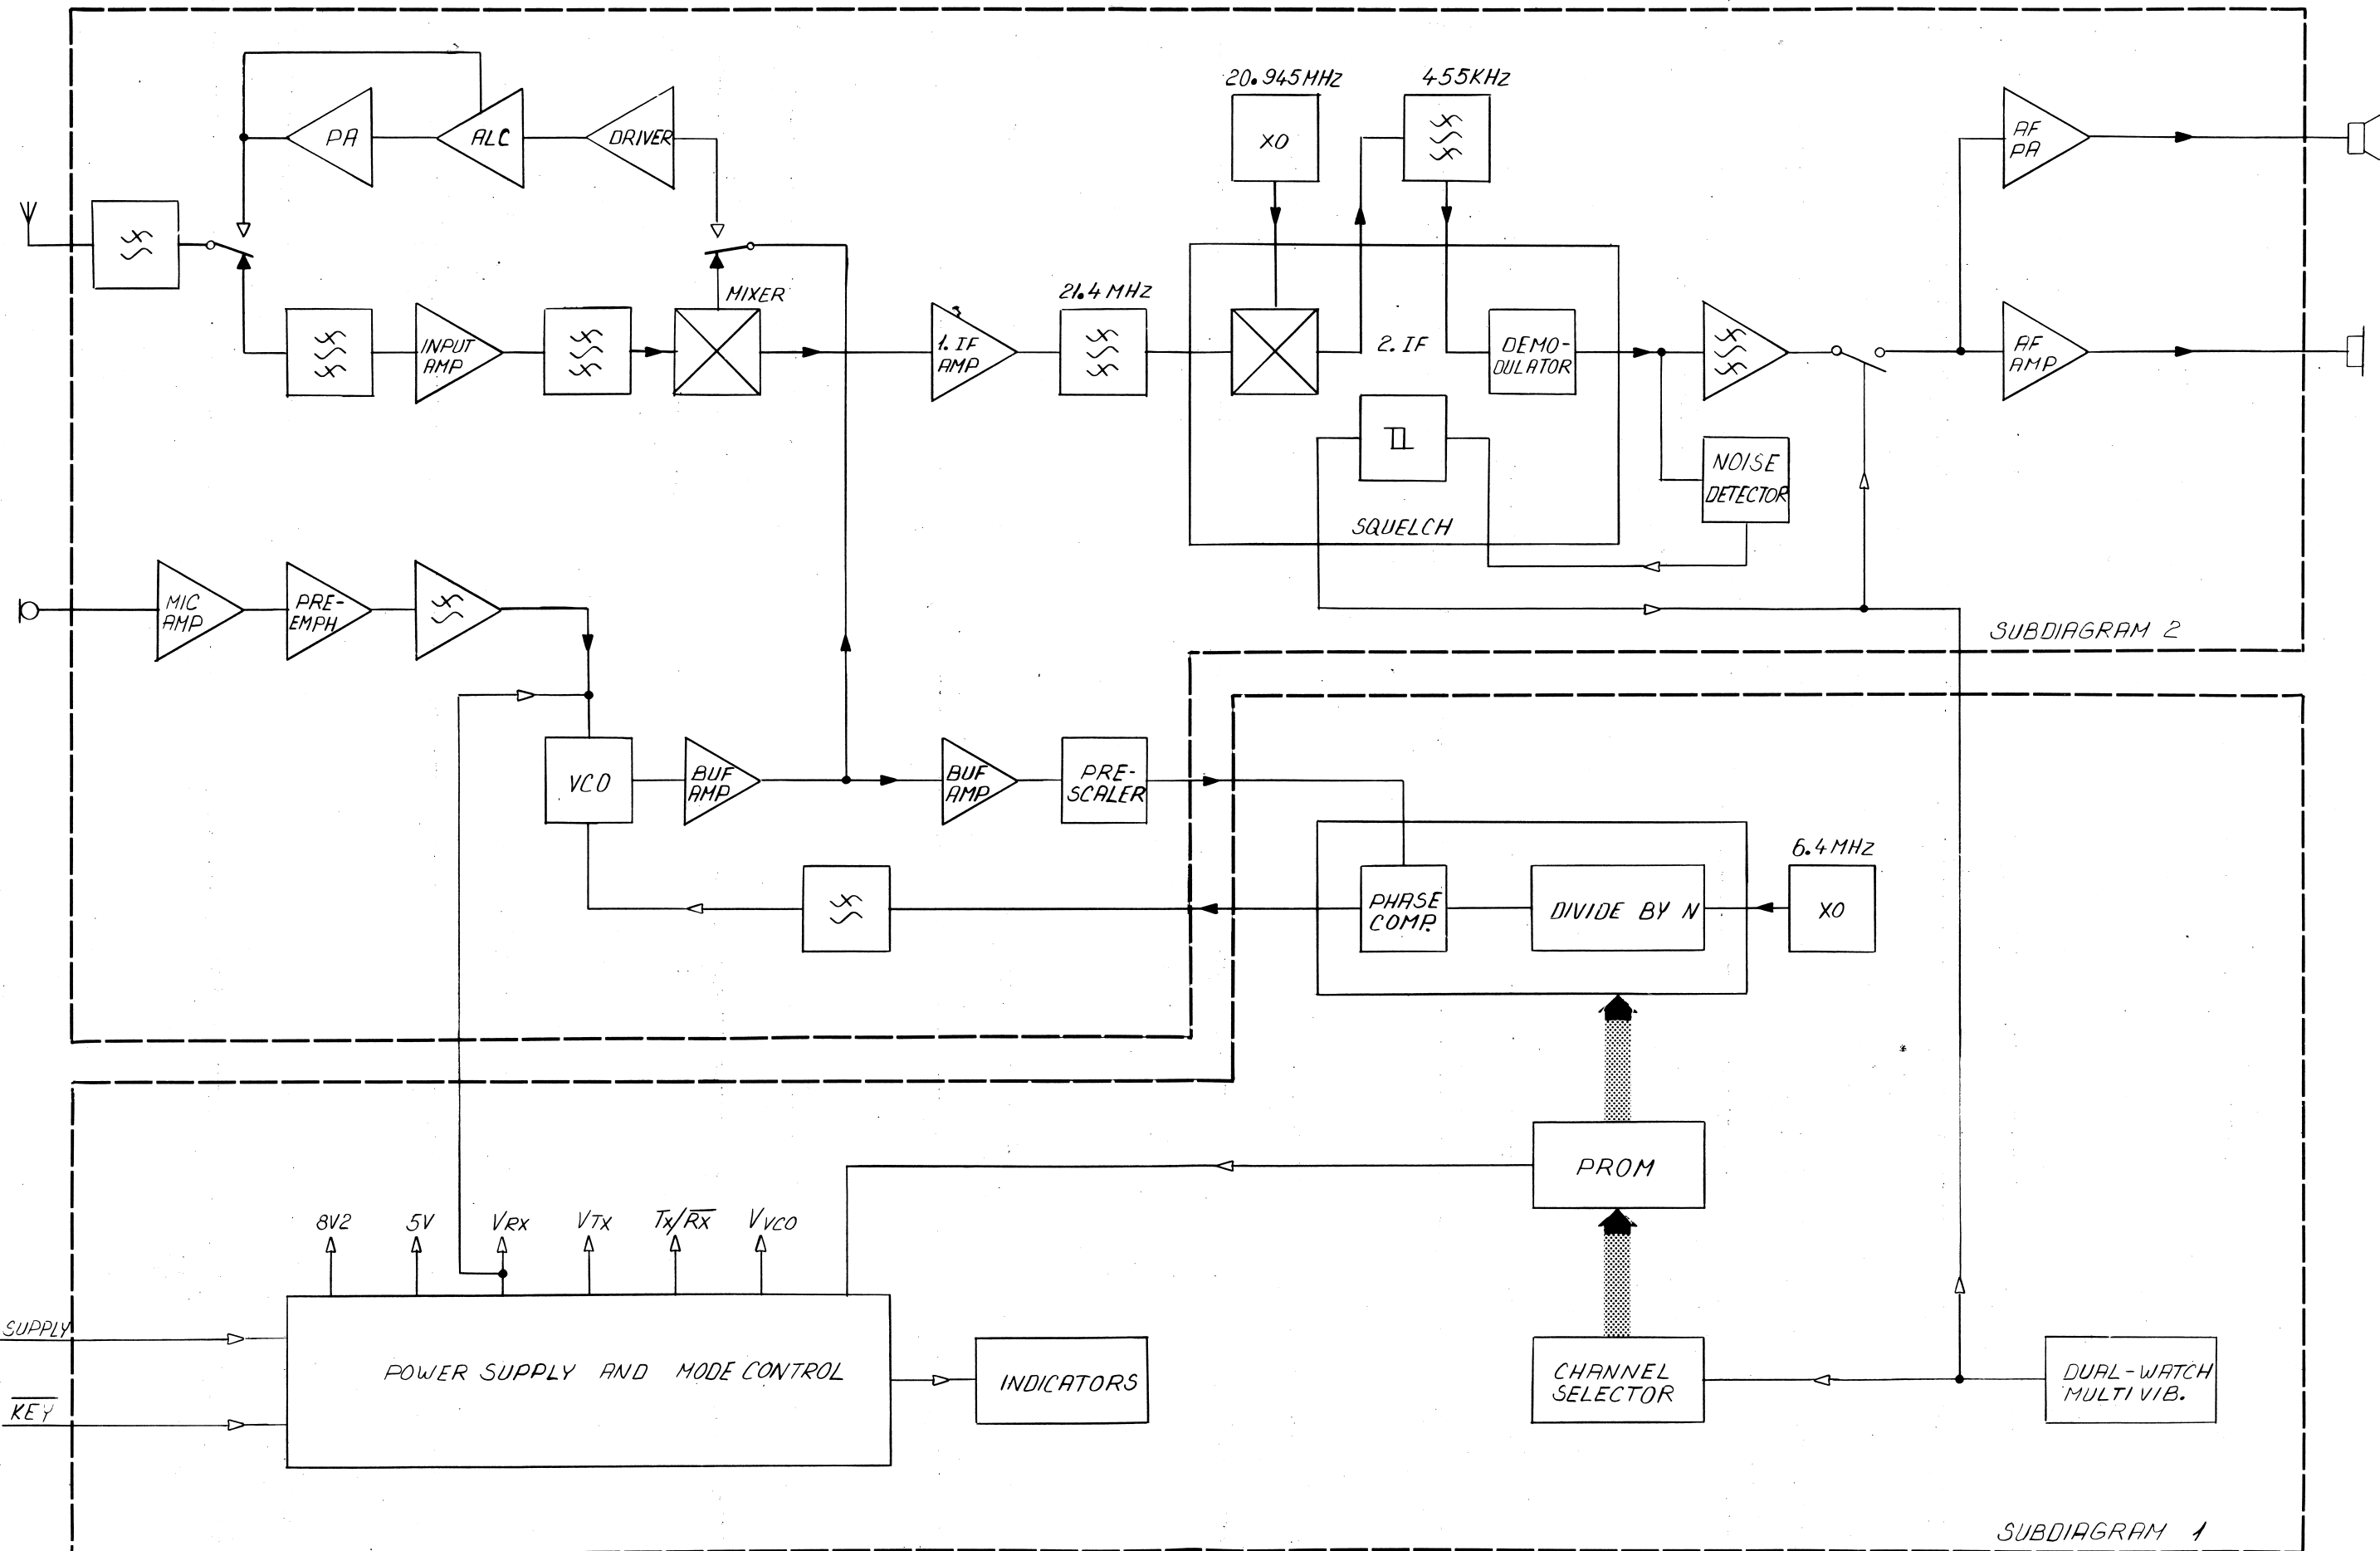 20.945MHZ
455KHZ
PA
ALC
DRIVER
XO
AF
PA
MIXER
21.4 MHZ
INPUT
AMP
1. IF
AMP
2. IF
DEMO-
DULATOR
AF
AMP
NOISE
DETECTOR
SQUELCH
MIC
AMP
PRE-
EMPH
SUBDIAGRAM 2
VCO
BUF
AMP
BUF
AMP
PRE-
SCALER
6.4 MHZ
PHASE
COMP.
DIVIDE BY N
XO
PROM
8V2
5V
VRX
VTX
TX/RX
VVCO
SUPPLY
KEY
POWER SUPPLY AND MODE CONTROL
INDICATORS
CHANNEL
SELECTOR
DUAL-WATCH
MULTI VIB.
SUBDIAGRAM 1